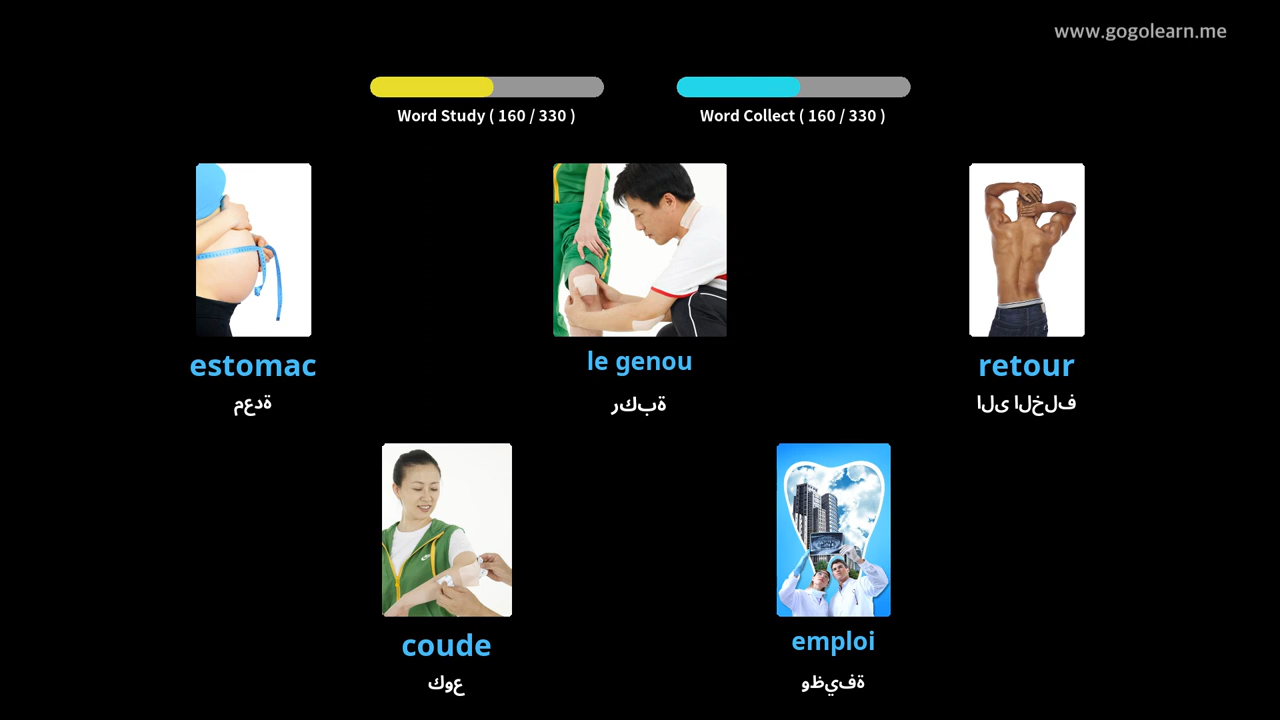 www.gogolearn.me
Word Study ( 160 / 330 )
Word Collect ( 160 / 330 )
estomac
معدة
le genou
ركبة
retour
الى الخلف
coude
كوع
emploi
وظيفة